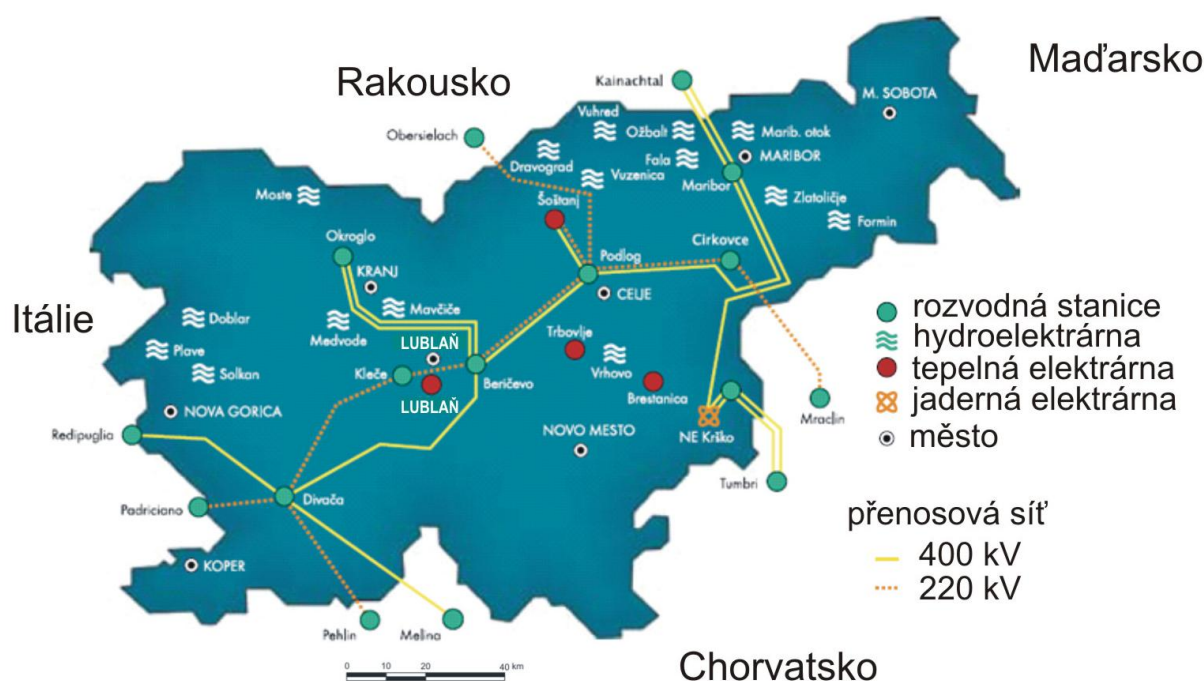 Maďarsko
Rakousko
Kainachtal
M. SOBOTA
Obersielach
Vuhred
Ožbalt
Marib. otok
Dravograd
Fala
MARIBOR
Vuzenica
Maribor
Moste
Šoštanj
Zlatoličje
Formin
Okroglo
Podlog
Cirkovce
KRANJ
CELJE
Itálie
Doblar
Mavčiče
rozvodná stanice
Medvode
LUBLAŇ
Trbovlje
hydroelektrárna
Plave
Solkan
Kleče
Beričevo
Vrhovo
tepelná elektrárna
LUBLAŇ
Brestanica
jaderná elektrárna
NOVA GORICA
Mraclin
Redipuglia
NOVO MESTO
NE Krško
město
Tumbri
Divača
Padriciano
přenosová síť
400 kV
KOPER
220 kV
Pehlin
Melina
Chorvatsko
0 10 20 40 km